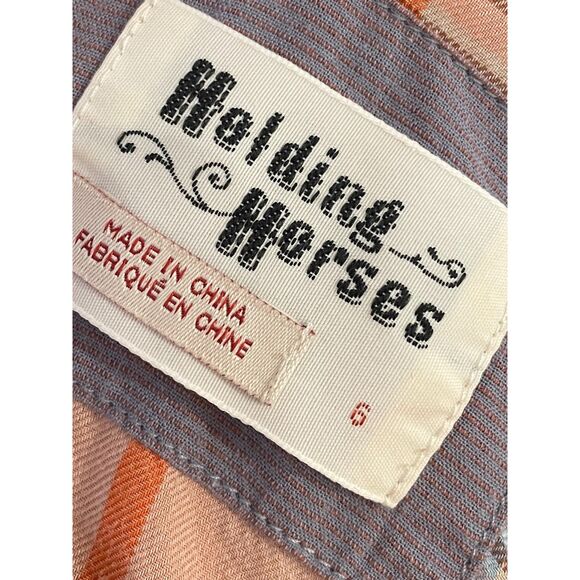 Holding
Horses
MADE IN CHINA
FABRIQUÉ EN CHINE
6